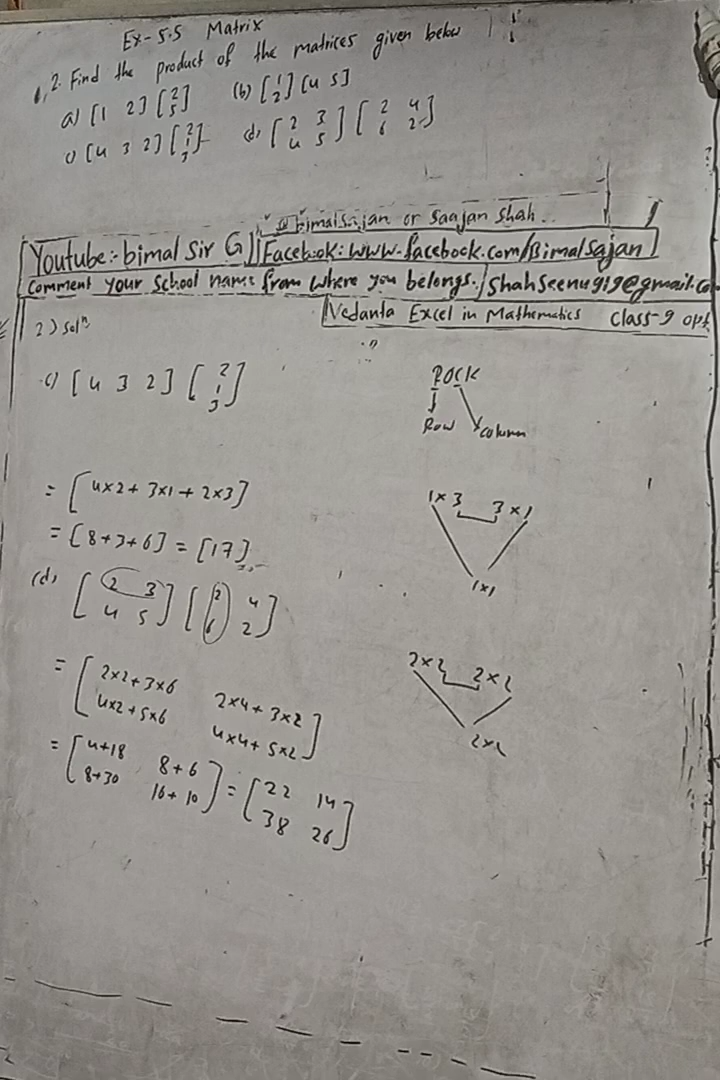 Ex-5.5 Matrix
2. Find the product of the matrices given below
a) [1 2] [2 5]
(b) [1 2] [4 5]
c) [4 3 2] [2 1 3]
(d) [2 3
4 5] [2 4
6 2]
bimalsajan or Saajan Shah..
Youtube:- bimal Sir G
Facebook: www.facebook.com/Bimalsajan
Comment your School name from where you belongs.
shahseenu919@gmail.co
Vedanta Excel in Mathematics Class-9 opt
2) solⁿ
c) [4 3 2] [2 1 3]
ROCK
Row
column
= [4×2 + 3×1 + 2×3]
1×3 3×1
= [8+3+6] = [17]
1×1
(d) [2 3
4 5] [2 4
6 2]
= [2×2+3×6 2×4+3×2
4×2+5×6 4×4+5×2]
2×2 2×2
2×2
= [4+18 8+6
8+30 16+10] = [22 14
38 26]